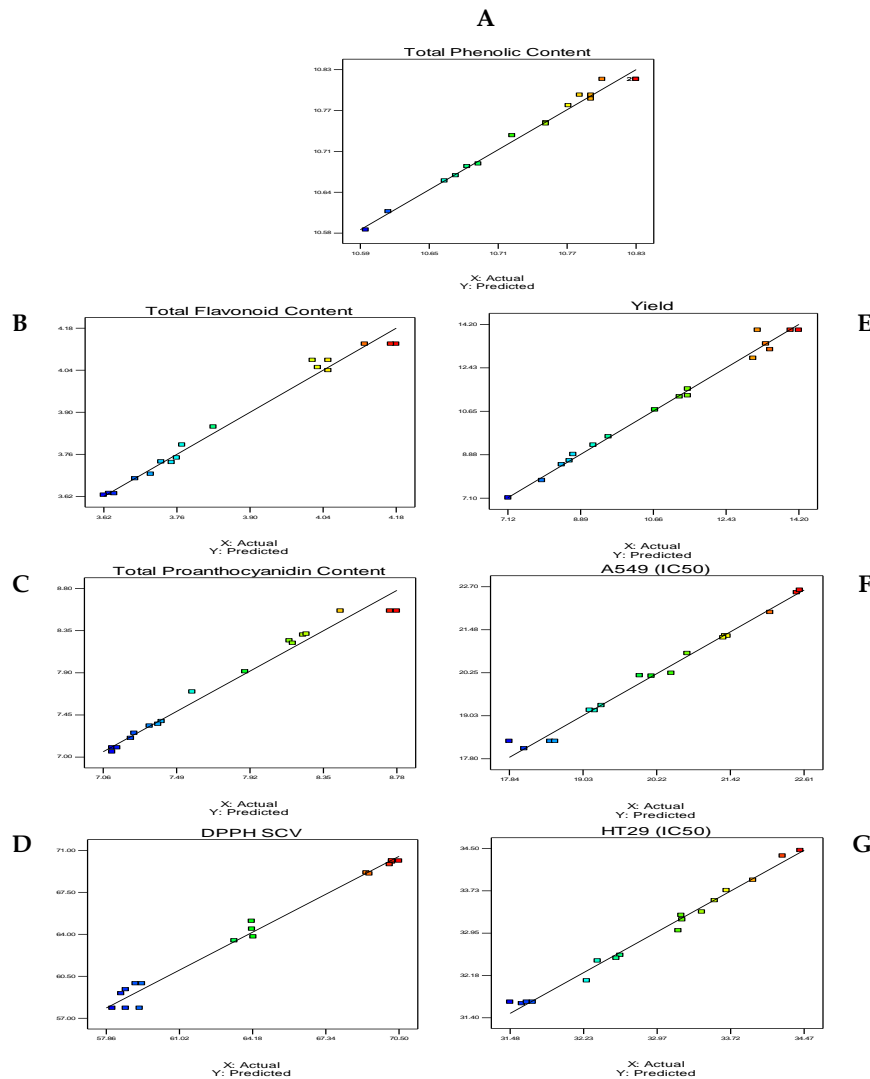 A
Total Phenolic Content
10.83
10.77
10.71
10.64
10.58
2
10.59 10.65 10.71 10.77 10.83
X: Actual
Y: Predicted
B
Total Flavonoid Content
4.18
4.04
3.90
3.76
3.62
3.62 3.76 3.90 4.04 4.18
X: Actual
Y: Predicted
E
Yield
14.20
12.43
10.65
8.88
7.10
7.12 8.89 10.66 12.43 14.20
X: Actual
Y: Predicted
C
Total Proanthocyanidin Content
8.80
8.35
7.90
7.45
7.00
7.06 7.49 7.92 8.35 8.78
X: Actual
Y: Predicted
F
A549 (IC50)
22.70
21.48
20.25
19.03
17.80
17.84 19.03 20.22 21.42 22.61
X: Actual
Y: Predicted
D
DPPH SCV
71.00
67.50
64.00
60.50
57.00
57.86 61.02 64.18 67.34 70.50
X: Actual
Y: Predicted
G
HT29 (IC50)
34.50
33.73
32.95
32.18
31.40
31.48 32.23 32.97 33.72 34.47
X: Actual
Y: Predicted